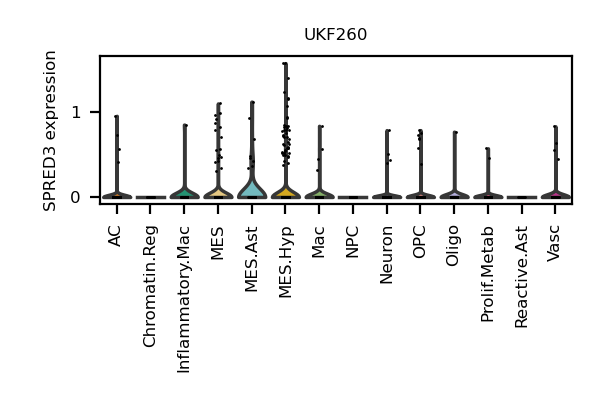 UKF260
SPRED3 expression
1
0
AC
Chromatin.Reg
Inflammatory.Mac
MES
MES.Ast
MES.Hyp
Mac
NPC
Neuron
OPC
Oligo
Prolif.Metab
Reactive.Ast
Vasc